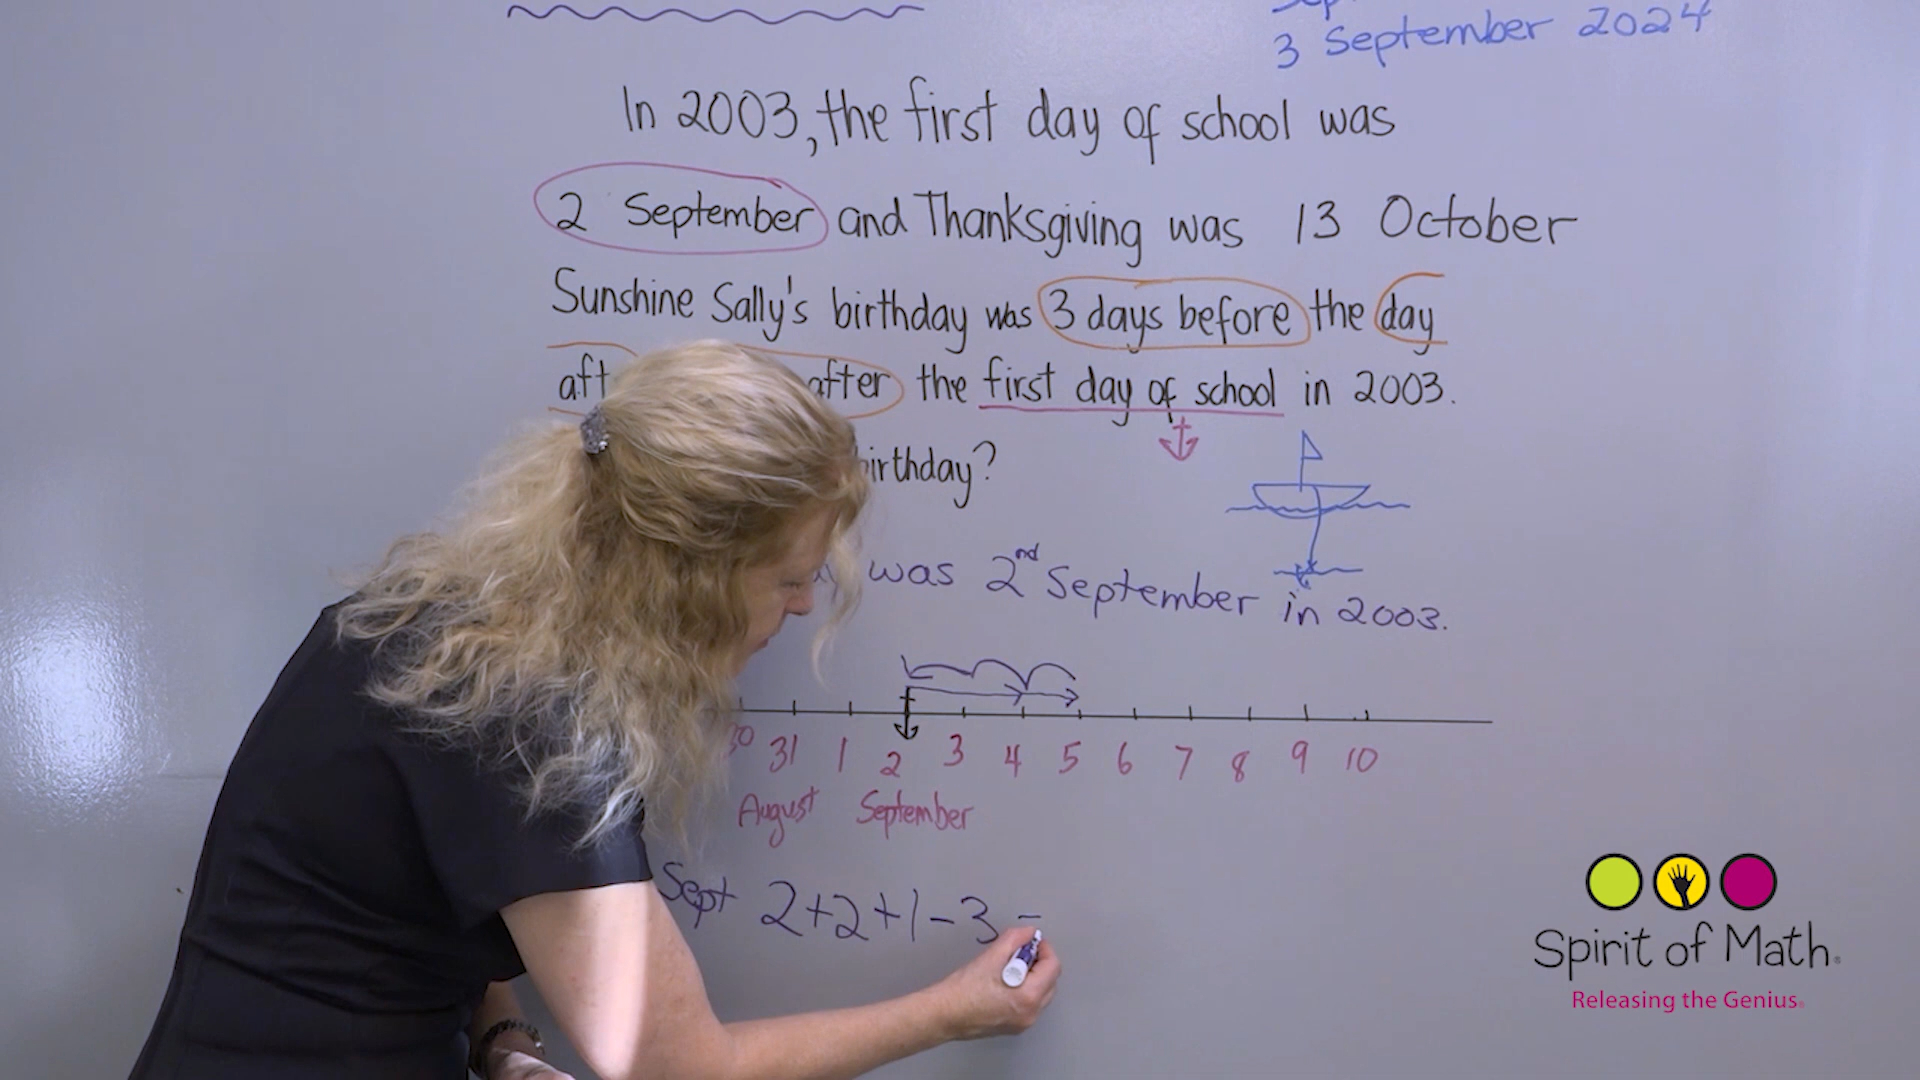 3 September 2024
In 2003, the first day of school was
2 September and Thanksgiving was 13 October
Sunshine Sally's birthday was 3 days before the day
aft after the first day of school in 2003.
birthday?
was 2nd September in 2003.
30 31 1 2 3 4 5 6 7 8 9 10
August September
Sept 2+2+1-3 =
Spirit of Math
Releasing the Genius